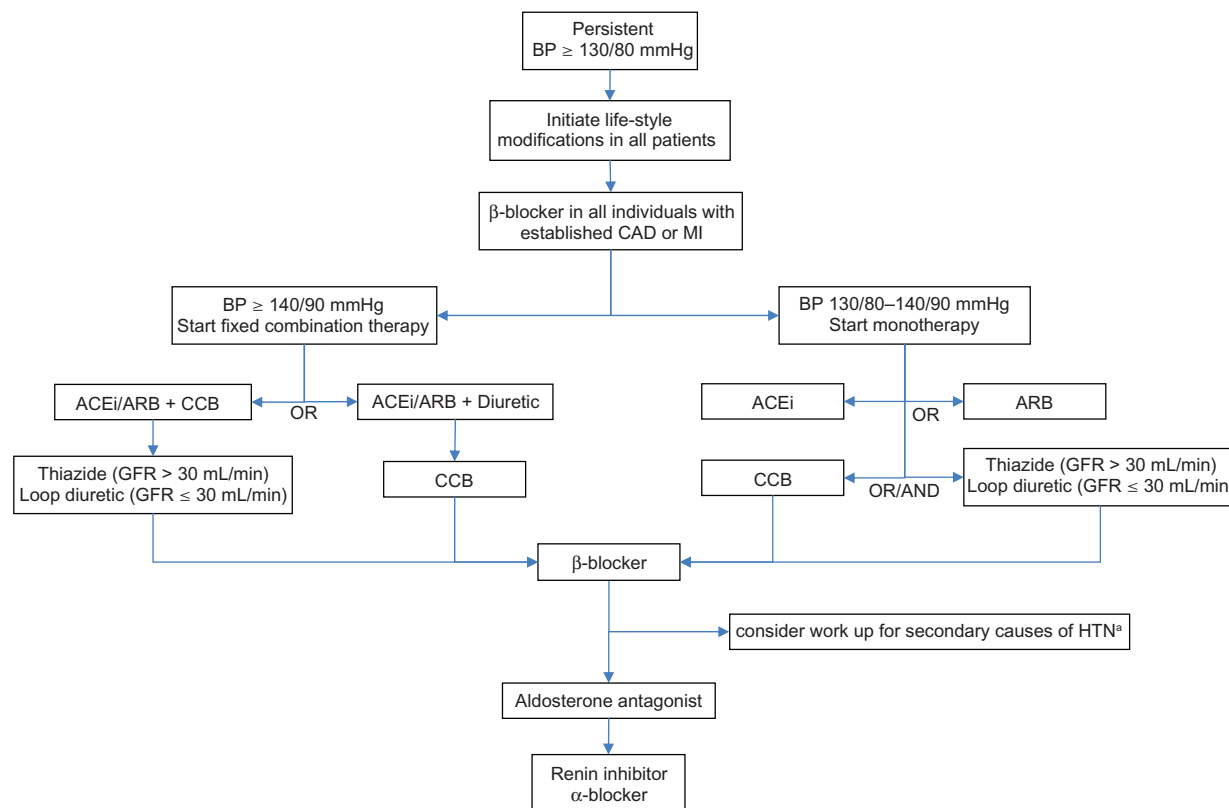 Persistent
BP ≥ 130/80 mmHg
Initiate life-style
modifications in all patients
β-blocker in all individuals with
established CAD or MI
BP ≥ 140/90 mmHg
Start fixed combination therapy
BP 130/80–140/90 mmHg
Start monotherapy
ACEi/ARB + CCB
OR
ACEi/ARB + Diuretic
ACEi
OR
ARB
Thiazide (GFR > 30 mL/min)
Loop diuretic (GFR ≤ 30 mL/min)
CCB
CCB
OR/AND
Thiazide (GFR > 30 mL/min)
Loop diuretic (GFR ≤ 30 mL/min
β-blocker
consider work up for secondary causes of HTNᵃ
Aldosterone antagonist
Renin inhibitor
α-blocker